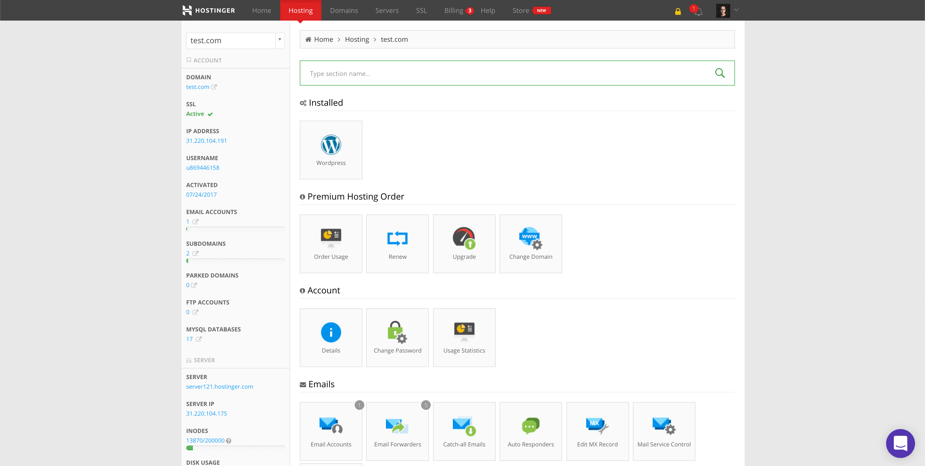 HOSTINGER Home Hosting Domains Servers SSL Billing 3 Help Store NEW 1
test.com
ACCOUNT
DOMAIN
test.com
SSL
Active
IP ADDRESS
31.220.104.191
USERNAME
u869446158
ACTIVATED
07/24/2017
EMAIL ACCOUNTS
1
SUBDOMAINS
2
PARKED DOMAINS
0
FTP ACCOUNTS
0
MYSQL DATABASES
17
SERVER
SERVER
server121.hostinger.com
SERVER IP
31.220.104.175
INODES
13870/200000
DISK USAGE
Home > Hosting > test.com
Type section name...
Installed
Wordpress
Premium Hosting Order
WWW
Order Usage Renew Upgrade Change Domain
Account
Details Change Password Usage Statistics
Emails
MX
Email Accounts Email Forwarders Catch-all Emails Auto Responders Edit MX Record Mail Service Control